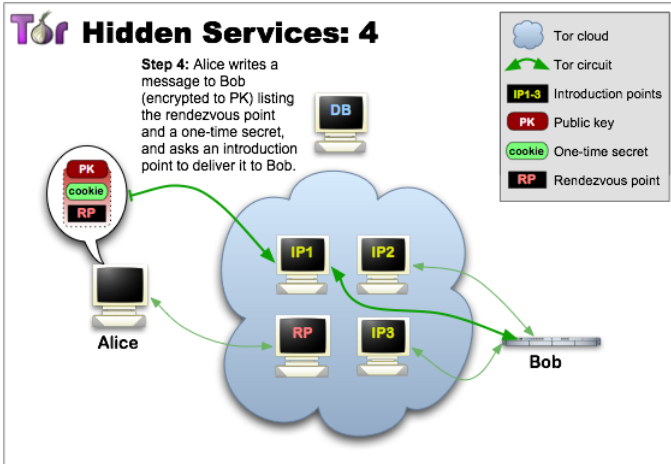 Tor Hidden Services: 4
Step 4: Alice writes a
message to Bob
(encrypted to PK) listing
the rendezvous point
and a one-time secret,
and asks an introduction
point to deliver it to Bob.
DB
Tor cloud
Tor circuit
IP1-3 Introduction points
PK Public key
cookie One-time secret
RP Rendezvous point
PK
cookie
RP
IP1
IP2
Alice
RP
IP3
Bob